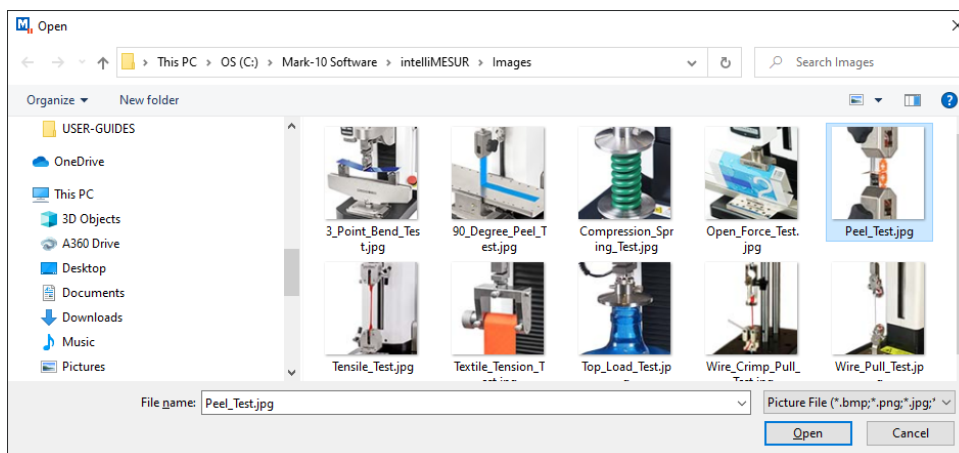 Open
This PC > OS (C:) > Mark-10 Software > intelliMESUR > Images
Search Images
Organize
New folder
USER-GUIDES
OneDrive
This PC
3D Objects
A360 Drive
Desktop
Documents
Downloads
Music
Pictures
3_Point_Bend_Tes
t.jpg
90_Degree_Peel_T
est.jpg
Compression_Spr
ing_Test.jpg
Open_Force_Test.
jpg
Peel_Test.jpg
Tensile_Test.jpg
Textile_Tension_T
Top_Load_Test.jp
Wire_Crimp_Pull_
Wire_Pull_Test.jp
File name:
Peel_Test.jpg
Picture File (*.bmp;*.png;*.jpg;*
Open
Cancel